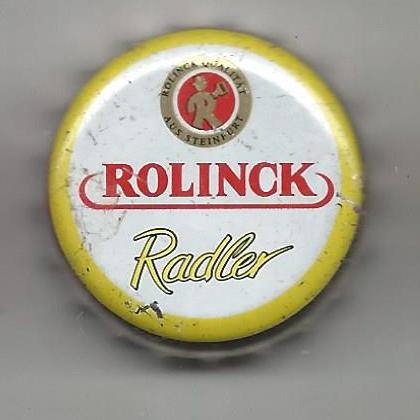 ROLINCK QUALITÄT
AUS STEINFURT
ROLINCK
Radler